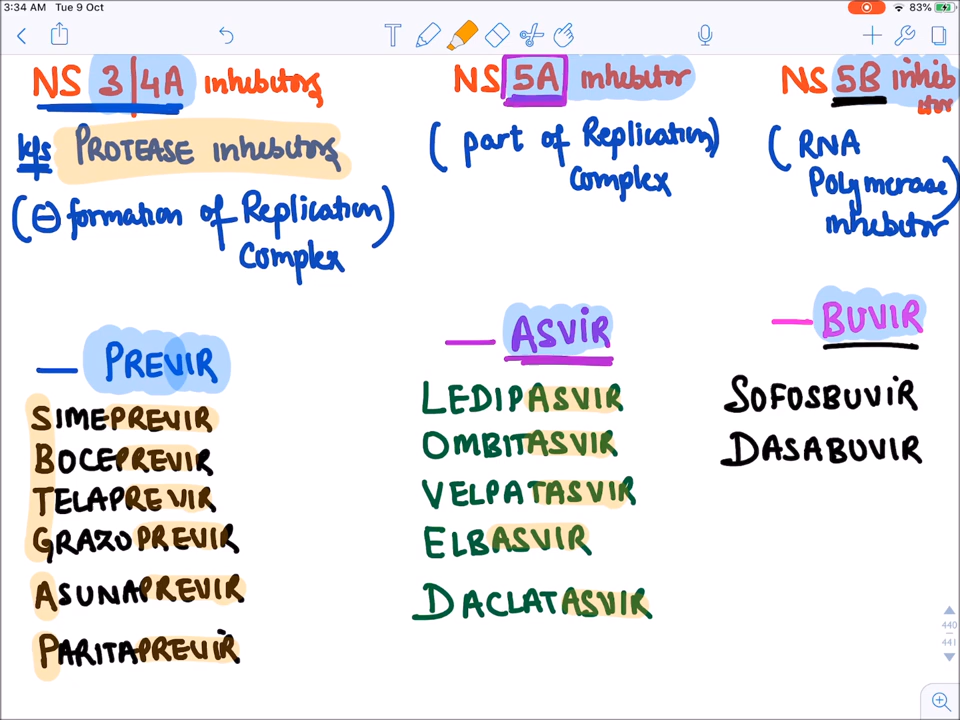 3:34 AM Tue 9 Oct
83%
T
NS 3|4A inhibitors
k/s PROTEASE inhibitors
(⊖ formation of Replication complex)
NS 5A inhibitor
(part of Replication complex)
NS 5B inhibitor
(RNA Polymerase inhibitor)
— PREVIR
SIMEPREVIR
BOCEPREVIR
TELAPREVIR
GRAZOPREVIR
ASUNAPREVIR
PARITAPREVIR
— ASVIR
LEDIPASVIR
OMBITASVIR
VELPATASVIR
ELBASVIR
DACLATASVIR
— BUVIR
SOFOSBUVIR
DASABUVIR
440
441